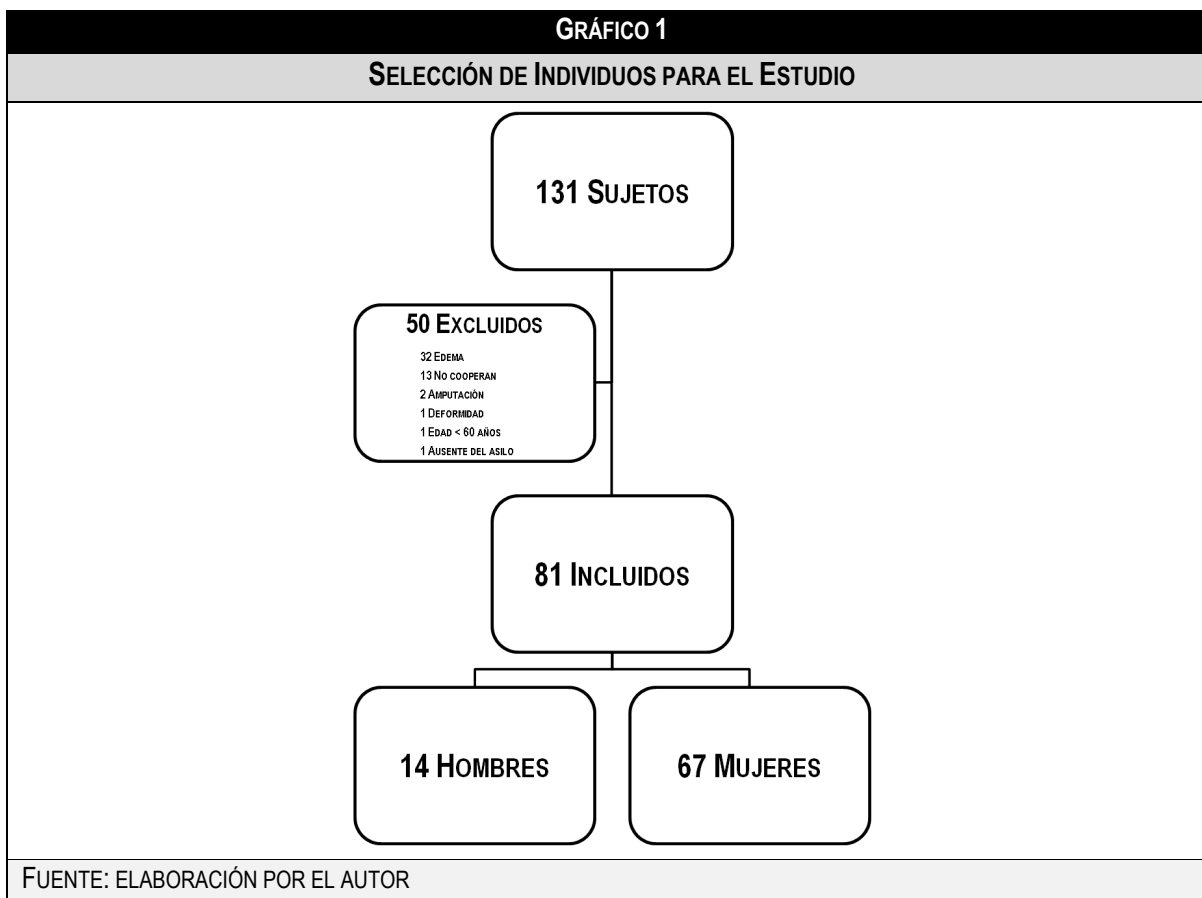 GRÁFICO 1
SELECCIÓN DE INDIVIDUOS PARA EL ESTUDIO
131 SUJETOS
50 EXCLUIDOS
32 EDEMA
13 NO COOPERAN
2 AMPUTACIÓN
1 DEFORMIDAD
1 EDAD < 60 AÑOS
1 AUSENTE DEL ASILO
81 INCLUIDOS
14 HOMBRES
67 MUJERES
FUENTE: ELABORACIÓN POR EL AUTOR